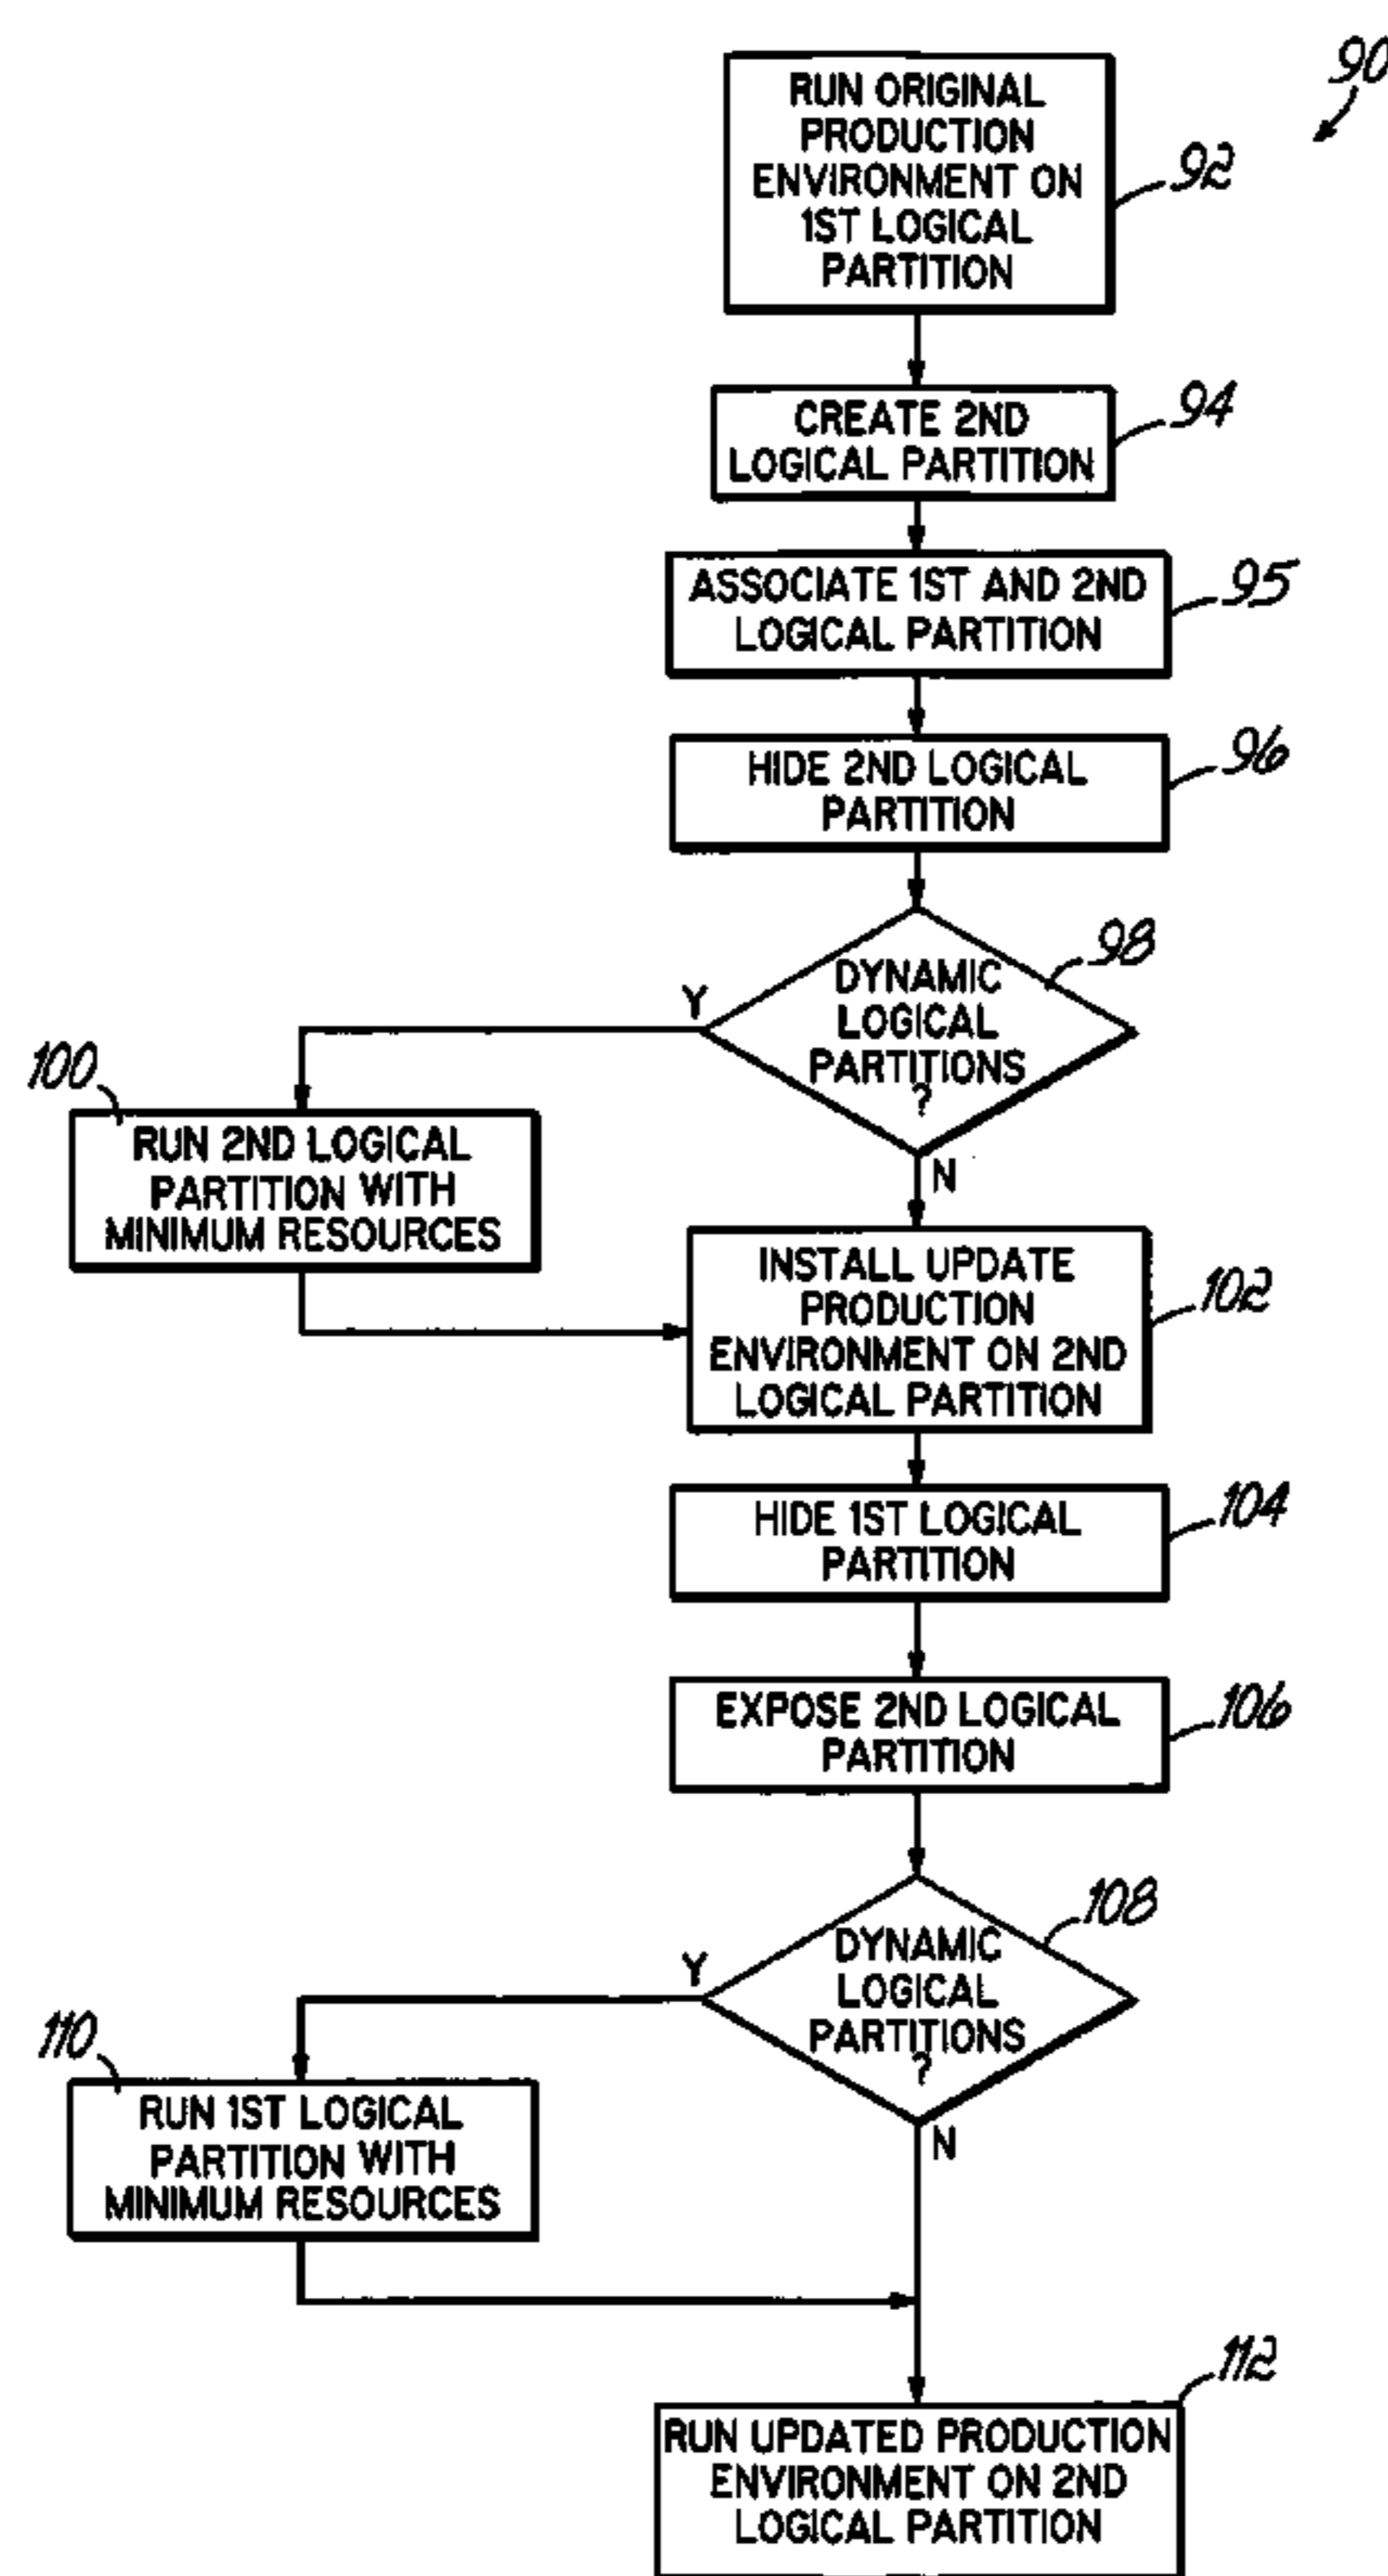 90
RUN ORIGINAL
PRODUCTION
ENVIRONMENT ON
1ST LOGICAL
PARTITION
92
CREATE 2ND
LOGICAL PARTITION
94
ASSOCIATE 1ST AND 2ND
LOGICAL PARTITION
95
HIDE 2ND LOGICAL
PARTITION
96
DYNAMIC
LOGICAL
PARTITIONS
?
98
Y
N
100
RUN 2ND LOGICAL
PARTITION WITH
MINIMUM RESOURCES
INSTALL UPDATE
PRODUCTION
ENVIRONMENT ON 2ND
LOGICAL PARTITION
102
HIDE 1ST LOGICAL
PARTITION
104
EXPOSE 2ND LOGICAL
PARTITION
106
DYNAMIC
LOGICAL
PARTITIONS
?
108
Y
N
110
RUN 1ST LOGICAL
PARTITION WITH
MINIMUM RESOURCES
112
RUN UPDATED PRODUCTION
ENVIRONMENT ON 2ND
LOGICAL PARTITION